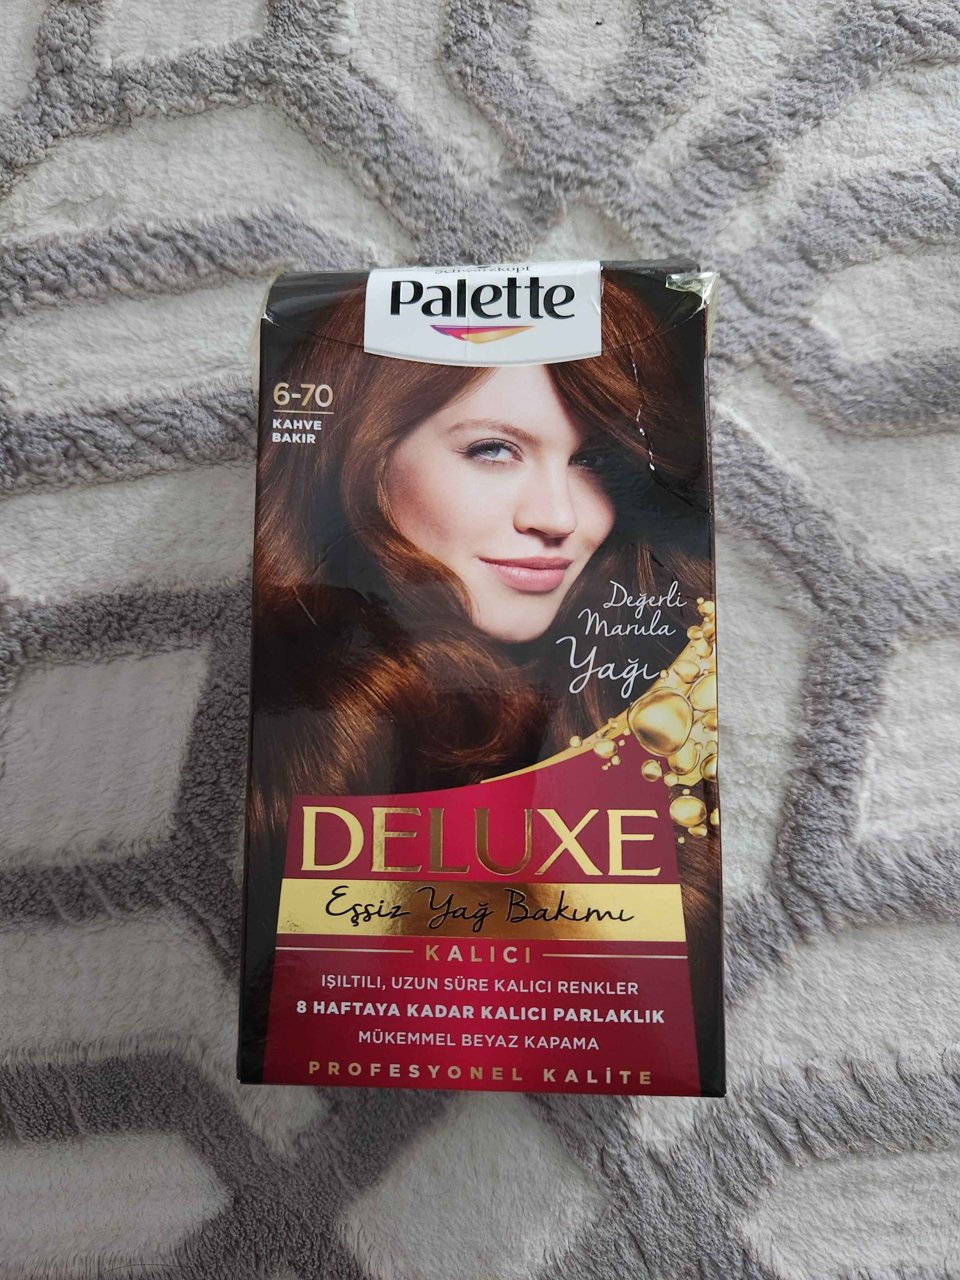 Schwarzkopf
Palette
6-70
KAHVE
BAKIR
Değerli
Marula
Yağı
DELUXE
Eşsiz Yağ Bakımı
KALICI
IŞILTILI, UZUN SÜRE KALICI RENKLER
8 HAFTAYA KADAR KALICI PARLAKLIK
MÜKEMMEL BEYAZ KAPAMA
PROFESYONEL KALİTE